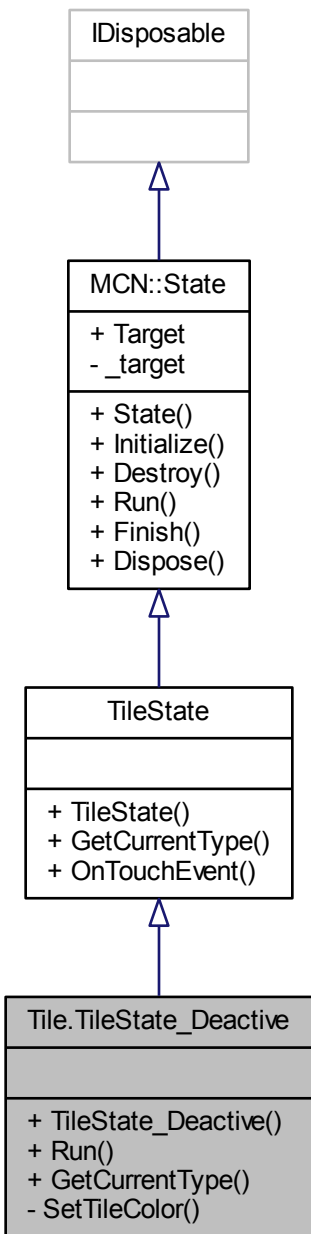 IDisposable
MCN::State
+ Target
- _target
+ State()
+ Initialize()
+ Destroy()
+ Run()
+ Finish()
+ Dispose()
TileState
+ TileState()
+ GetCurrentType()
+ OnTouchEvent()
Tile.TileState_Deactive
+ TileState_Deactive()
+ Run()
+ GetCurrentType()
- SetTileColor()